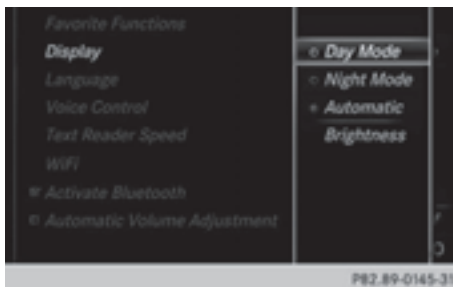 Favorite Functions
Display
Language
Voice Control
Text Reader Speed
WiFi
Activate Bluetooth
Automatic Volume Adjustment
Day Mode
Night Mode
Automatic
Brightness
P82.89-0145-31